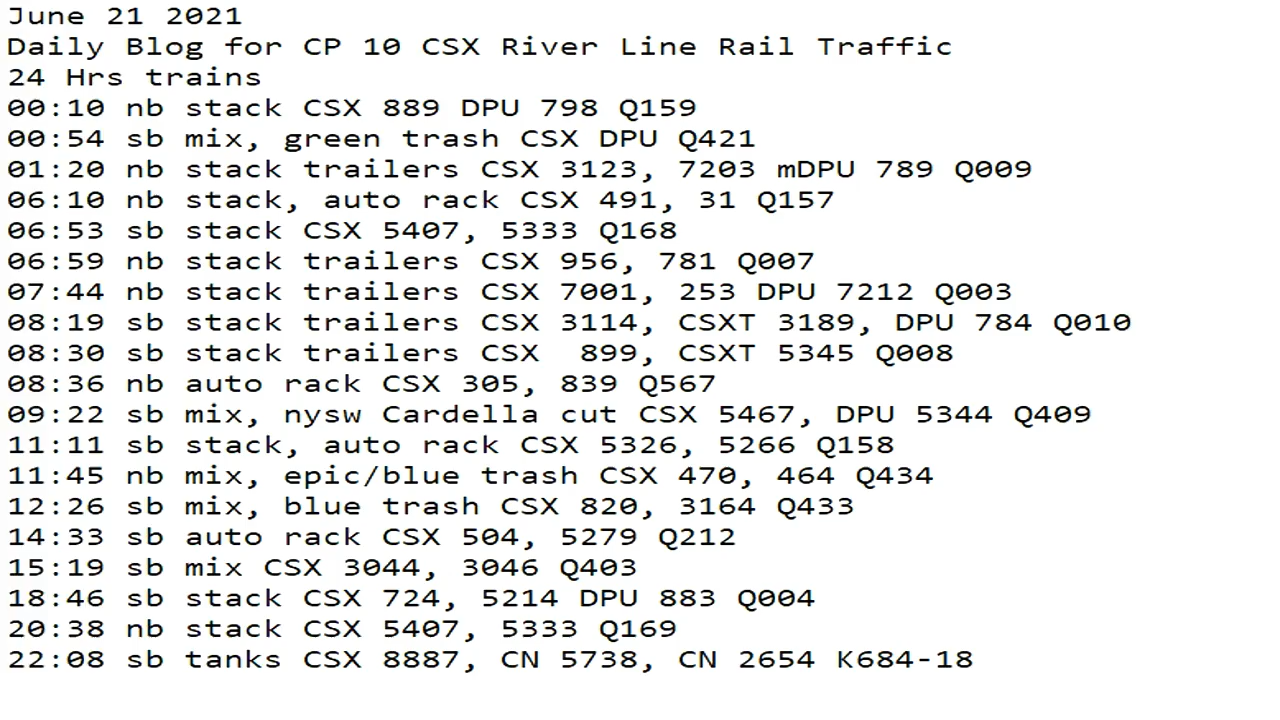 June 21 2021
Daily Blog for CP 10 CSX River Line Rail Traffic
24 Hrs trains
00:10 nb stack CSX 889 DPU 798 Q159
00:54 sb mix, green trash CSX DPU Q421
01:20 nb stack trailers CSX 3123, 7203 mDPU 789 Q009
06:10 nb stack, auto rack CSX 491, 31 Q157
06:53 sb stack CSX 5407, 5333 Q168
06:59 nb stack trailers CSX 956, 781 Q007
07:44 nb stack trailers CSX 7001, 253 DPU 7212 Q003
08:19 sb stack trailers CSX 3114, CSXT 3189, DPU 784 Q010
08:30 sb stack trailers CSX  899, CSXT 5345 Q008
08:36 nb auto rack CSX 305, 839 Q567
09:22 sb mix, nysw Cardella cut CSX 5467, DPU 5344 Q409
11:11 sb stack, auto rack CSX 5326, 5266 Q158
11:45 nb mix, epic/blue trash CSX 470, 464 Q434
12:26 sb mix, blue trash CSX 820, 3164 Q433
14:33 sb auto rack CSX 504, 5279 Q212
15:19 sb mix CSX 3044, 3046 Q403
18:46 sb stack CSX 724, 5214 DPU 883 Q004
20:38 nb stack CSX 5407, 5333 Q169
22:08 sb tanks CSX 8887, CN 5738, CN 2654 K684-18